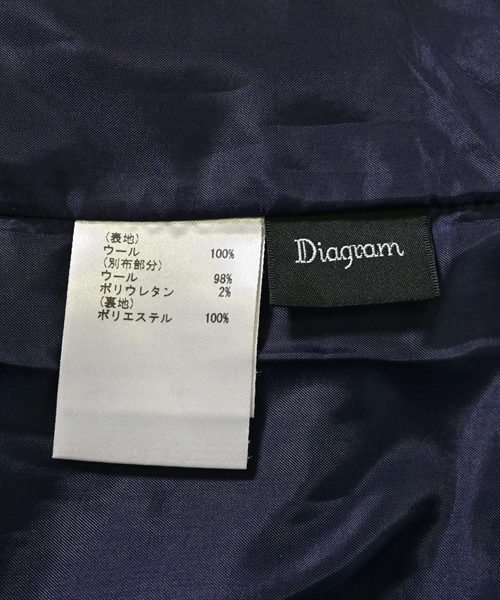 (表地)
ウール 100%
(別布部分)
ウール 98%
ポリウレタン 2%
(裏地)
ポリエステル 100%
Diagram